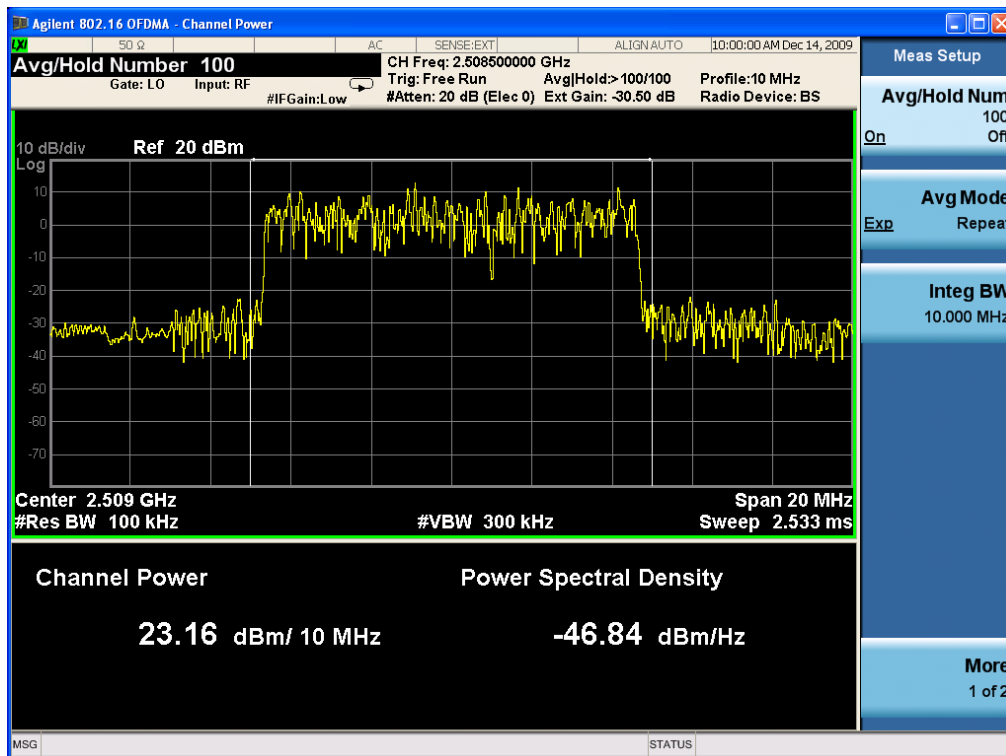 Agilent 802.16 OFDMA - Channel Power
LXI 50 Ω AC SENSE:EXT ALIGN AUTO 10:00:00 AM Dec 14, 2009
Avg/Hold Number 100
Gate: LO Input: RF
#IFGain:Low
CH Freq: 2.508500000 GHz
Trig: Free Run Avg|Hold:> 100/100 Profile:10 MHz
#Atten: 20 dB (Elec 0) Ext Gain: -30.50 dB Radio Device: BS
10 dB/div Ref 20 dBm
Log
10
0
-10
-20
-30
-40
-50
-60
-70
Center 2.509 GHz Span 20 MHz
#Res BW 100 kHz #VBW 300 kHz Sweep 2.533 ms
Channel Power Power Spectral Density
23.16 dBm/ 10 MHz -46.84 dBm/Hz
MSG STATUS
Meas Setup
Avg/Hold Num
100
On Off
Avg Mode
Exp Repeat
Integ BW
10.000 MHz
More
1 of 2